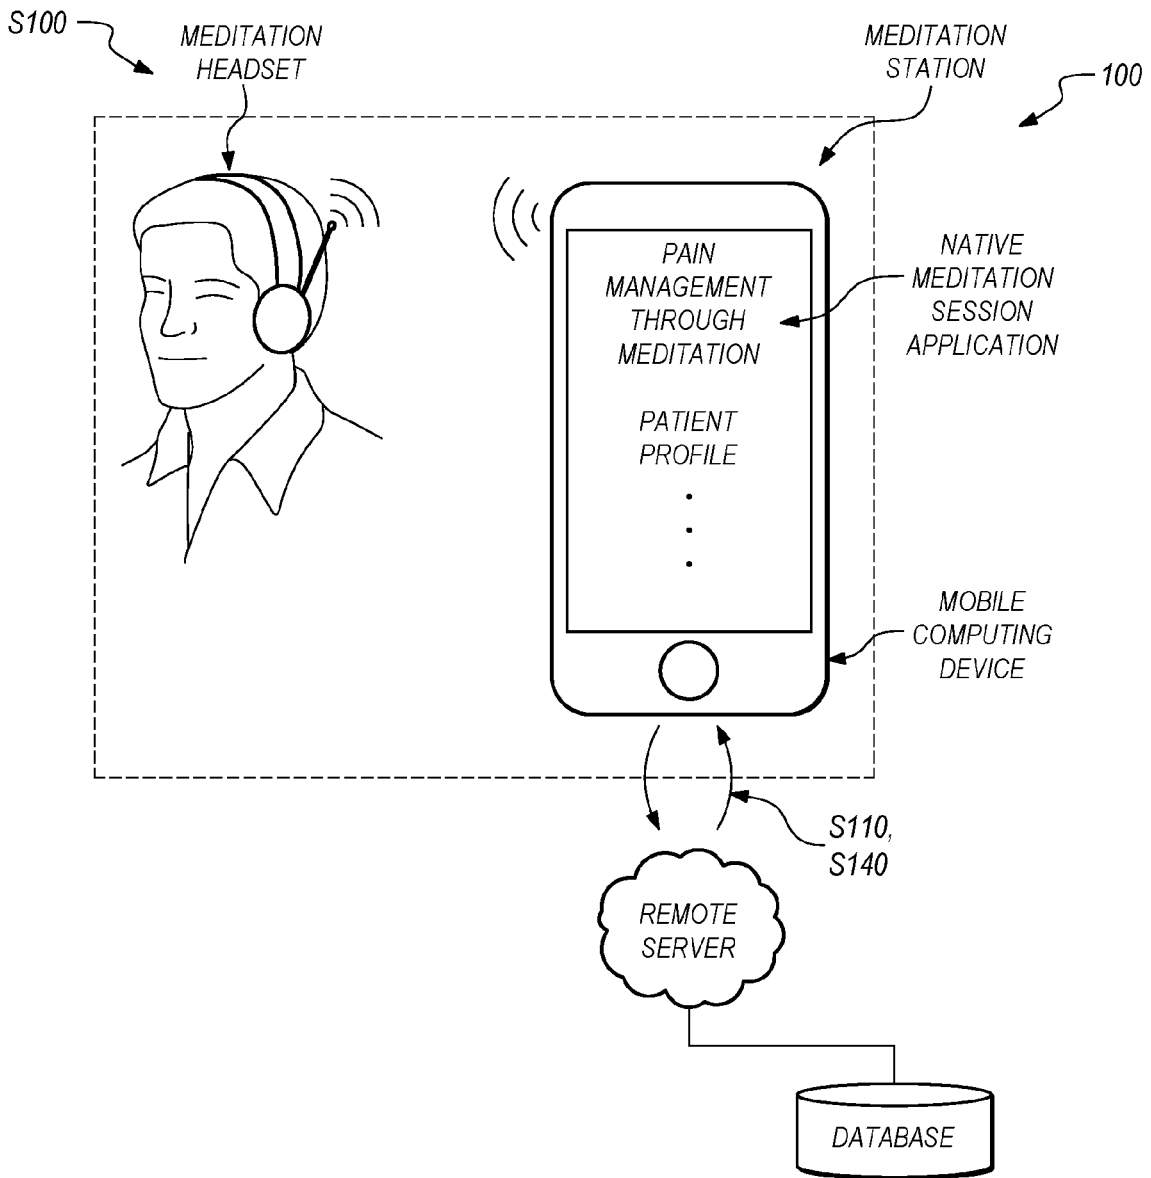 S100
MEDITATION
HEADSET
MEDITATION
STATION
100
PAIN
MANAGEMENT
THROUGH
MEDITATION
PATIENT
PROFILE
NATIVE
MEDITATION
SESSION
APPLICATION
MOBILE
COMPUTING
DEVICE
S110,
S140
REMOTE
SERVER
DATABASE